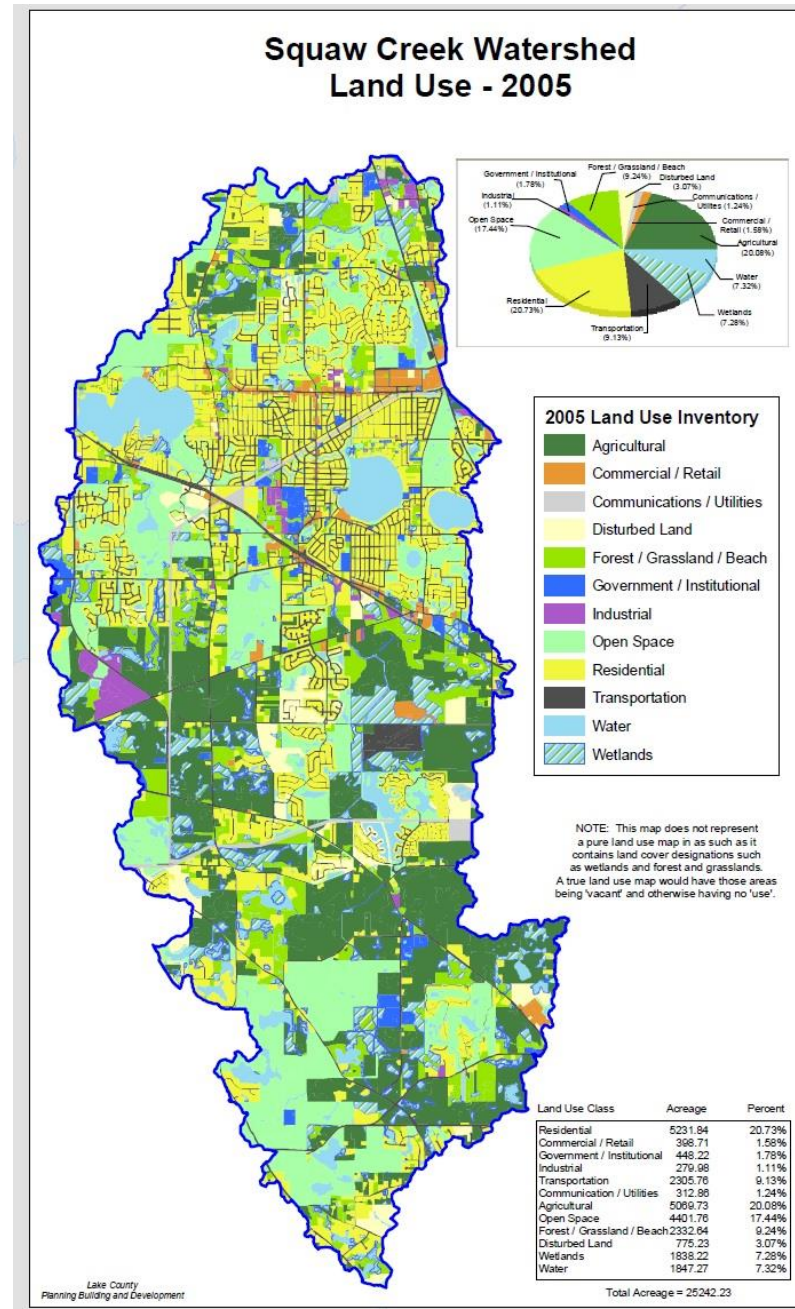 Squaw Creek Watershed
Land Use - 2005
Forest / Grassland / Beach
(9.24%)
Government / Institutional
(1.78%)
Disturbed Land
(3.07%)
Industrial
(1.11%)
Communications /
Utilites (1.24%)
Open Space
(17.44%)
Commercial /
Retail (1.58%)
Agricultural
(20.08%)
Water
(7.32%)
Residential
(20.73%)
Wetlands
(7.28%)
Transportation
(9.13%)
2005 Land Use Inventory
Agricultural
Commercial / Retail
Communications / Utilities
Disturbed Land
Forest / Grassland / Beach
Government / Institutional
Industrial
Open Space
Residential
Transportation
Water
Wetlands
NOTE: This map does not represent
a pure land use map in as such as it
contains land cover designations such
as wetlands and forest and grasslands.
A true land use map would have those areas
being 'vacant' and otherwise having no 'use'.
Land Use Class Acreage Percent
Residential 5231.84 20.73%
Commercial / Retail 398.71 1.58%
Government / Institutional 448.22 1.78%
Industrial 279.98 1.11%
Transportation 2305.76 9.13%
Communication / Utilities 312.86 1.24%
Agricultural 5069.73 20.08%
Open Space 4401.76 17.44%
Forest / Grassland / Beach 2332.64 9.24%
Disturbed Land 775.23 3.07%
Wetlands 1838.22 7.28%
Water 1847.27 7.32%
Total Acreage = 25242.23
Lake County
Planning Building and Development